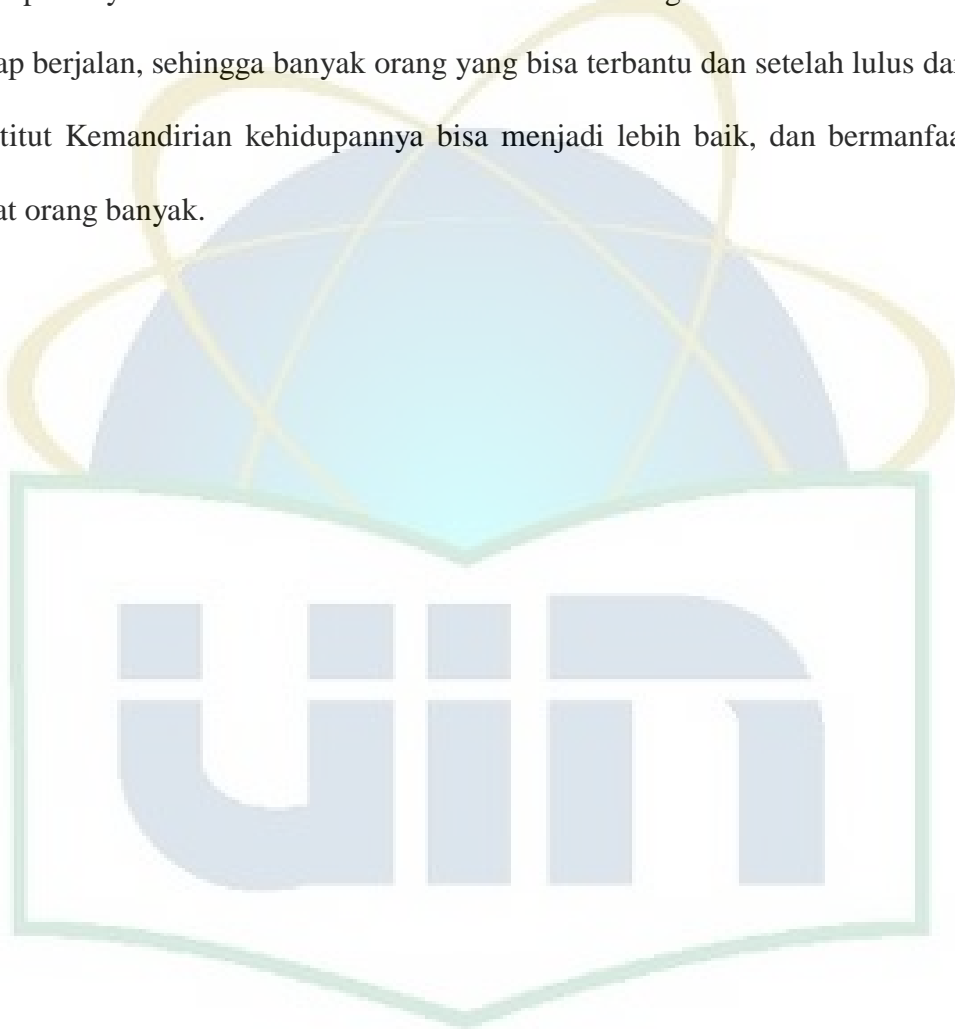 ap berjalan, sehingga banyak orang yang bisa terbantu dan setelah lulus dar
titut Kemandirian kehidupannya bisa menjadi lebih baik, dan bermanfaa
at orang banyak.
uin